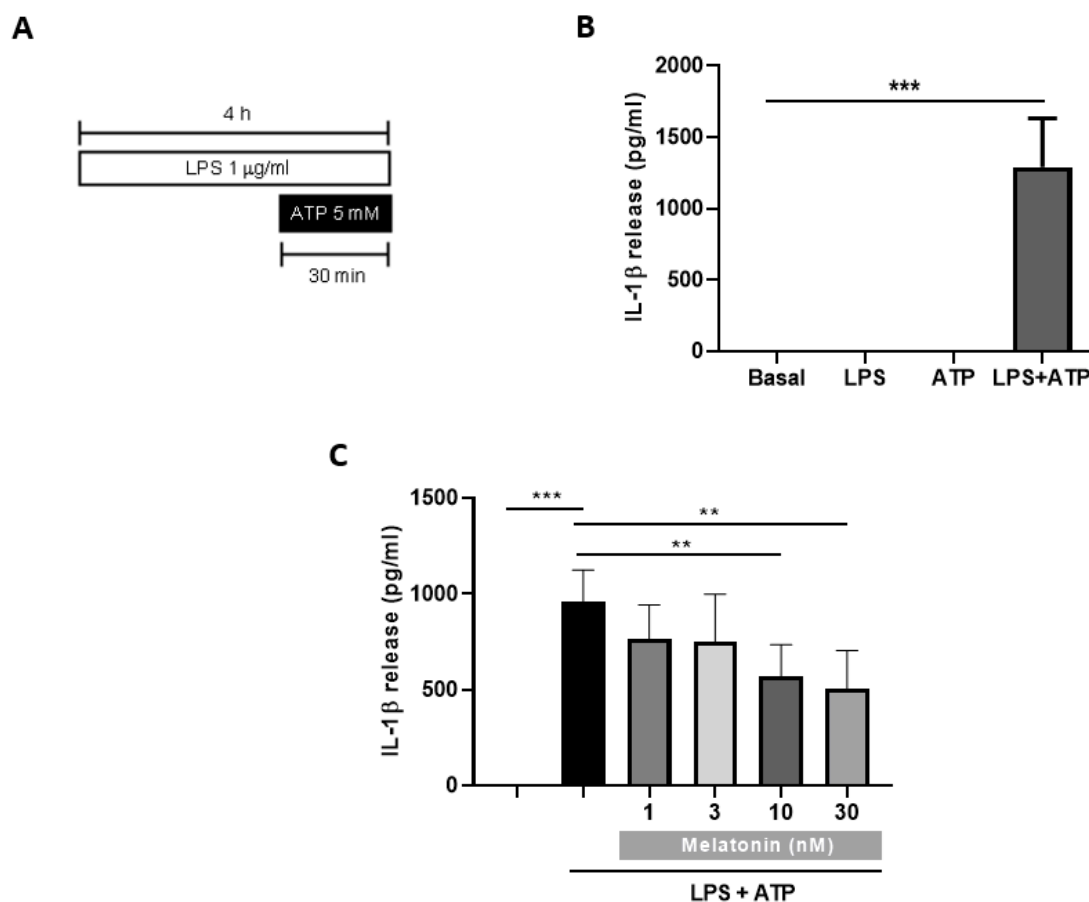 A
4 h
LPS 1 μg/ml
ATP 5 mM
30 min
B
IL-1β release (pg/ml)
2000
1500
1000
500
0
***
Basal LPS ATP LPS+ATP
C
IL-1β release (pg/ml)
1500
1000
500
0
***
**
**
1 3 10 30
Melatonin (nM)
LPS + ATP